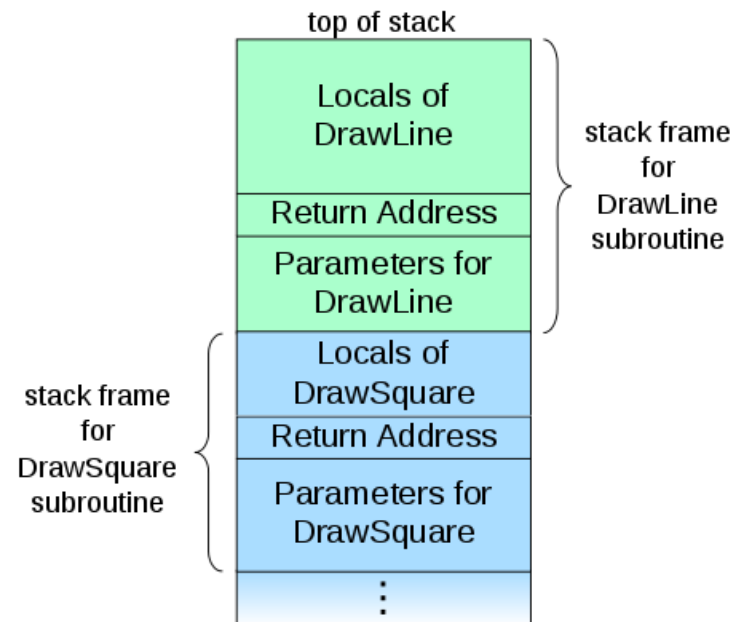 top of stack
Locals of
DrawLine
Return Address
Parameters for
DrawLine
stack frame
for
DrawLine
subroutine
Locals of
DrawSquare
Return Address
Parameters for
DrawSquare
stack frame
for
DrawSquare
subroutine
⋮